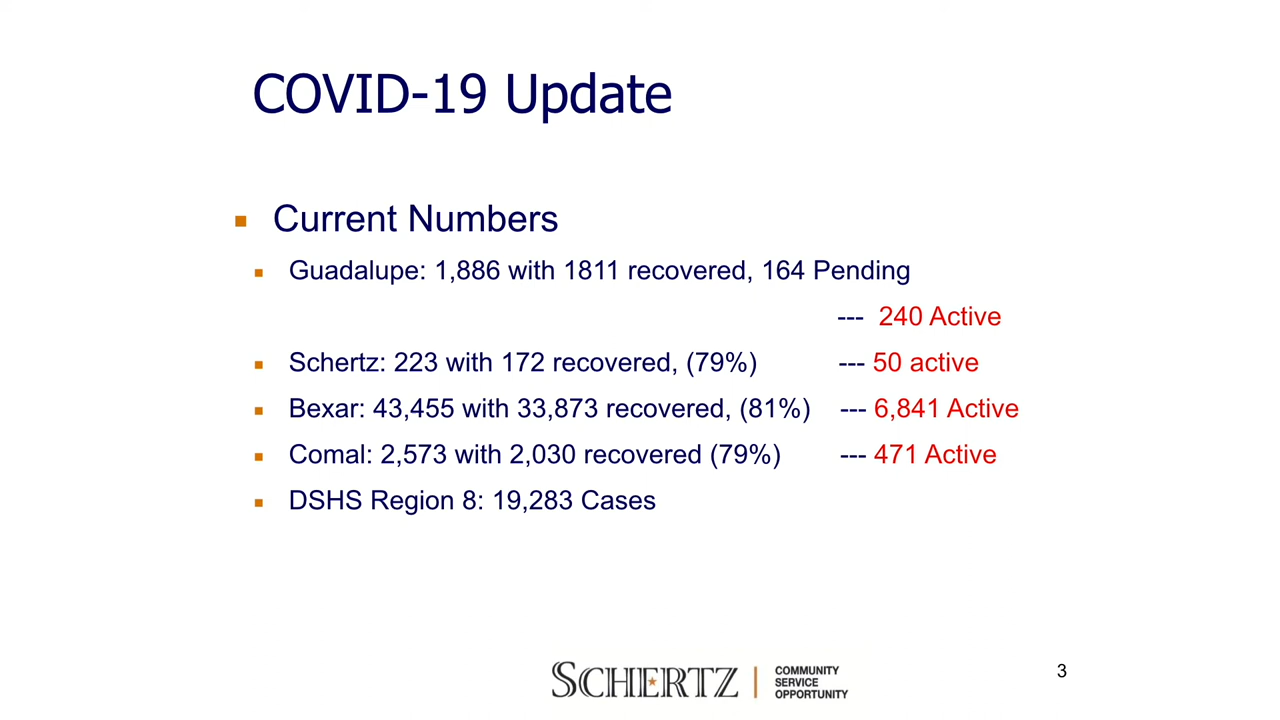 COVID-19 Update
Current Numbers
Guadalupe: 1,886 with 1811 recovered, 164 Pending
--- 240 Active
Schertz: 223 with 172 recovered, (79%) --- 50 active
Bexar: 43,455 with 33,873 recovered, (81%) --- 6,841 Active
Comal: 2,573 with 2,030 recovered (79%) --- 471 Active
DSHS Region 8: 19,283 Cases
SCHERTZ
COMMUNITY
SERVICE
OPPORTUNITY
3